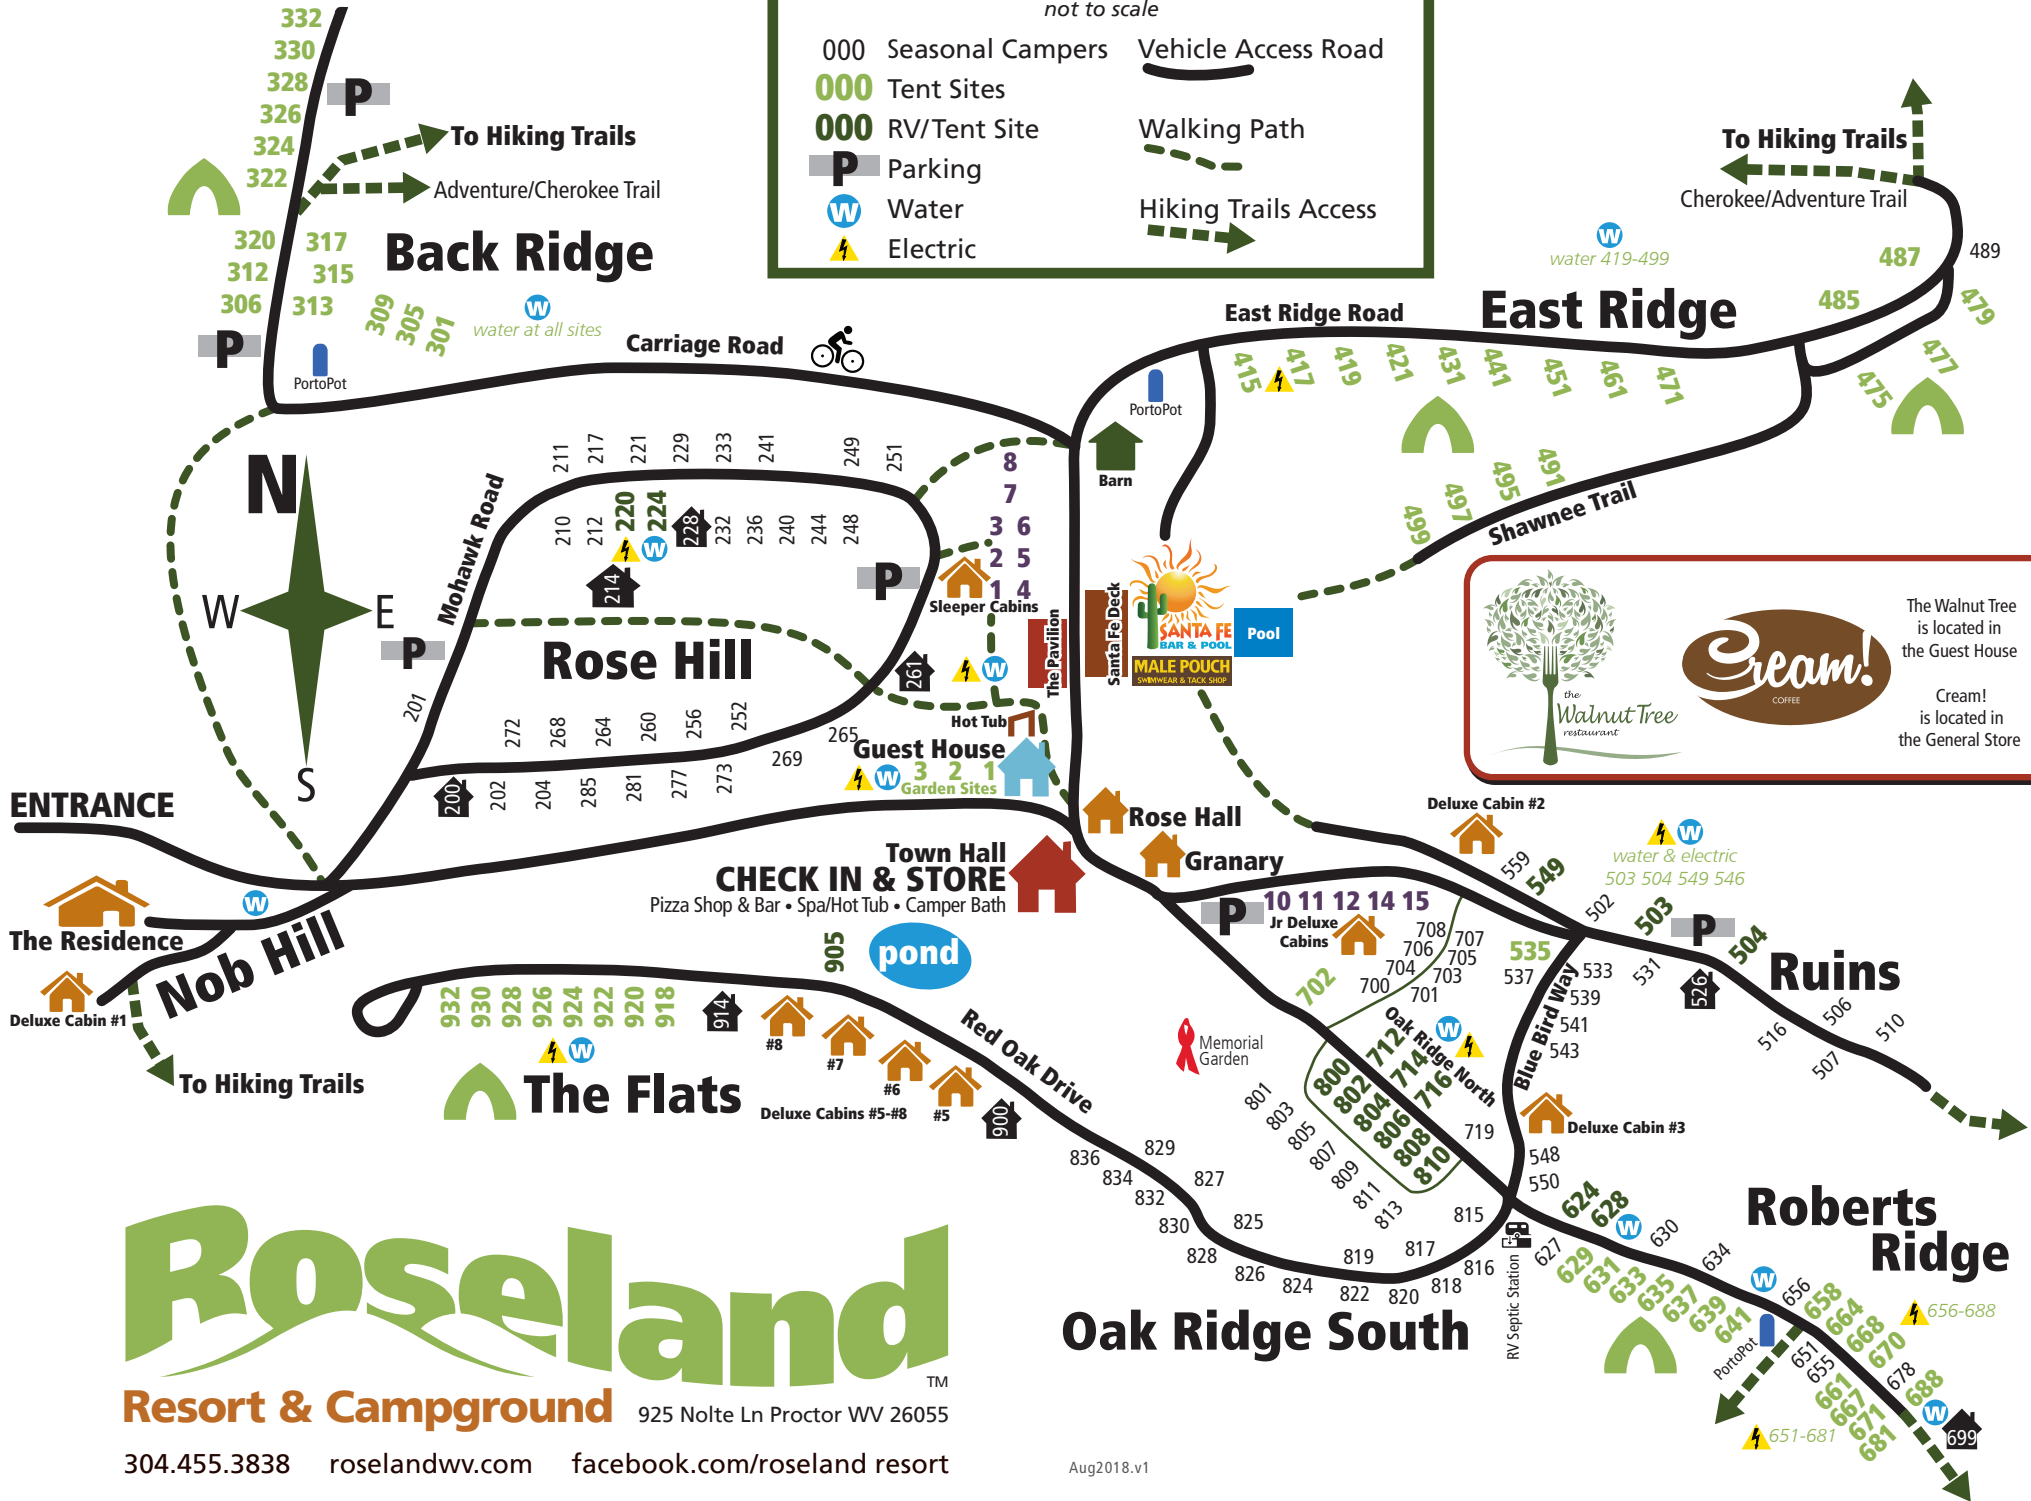 not to scale
000 Seasonal Campers
000 Tent Sites
000 RV/Tent Site
P Parking
W Water
Electric
Vehicle Access Road
Walking Path
Hiking Trails Access
332
330
328
326
324
322
P
To Hiking Trails
Adventure/Cherokee Trail
320 317
312 315
306 313
309 305 301
Back Ridge
W
water at all sites
P
PortoPot
Carriage Road
To Hiking Trails
Cherokee/Adventure Trail
W
water 419-499
487
489
485
479
477
475
East Ridge Road
East Ridge
415 417 419 421 431 441 451 461 471
PortoPot
Barn
491
495
497
499
Shawnee Trail
N
W E
S
Mohawk Road
211 217 221 229 233 241 249 251
210 212 220 224 228 232 236 240 244 248
W
214
P
P
201
Rose Hill
272 268 264 260 256 252
200 202 204 285 281 277 273 269 265
261
8
7
3 6
2 5
1 4
Sleeper Cabins
W
The Pavilion
Santa Fe Deck
SANTA FE
BAR & POOL
MALE POUCH
SWIMWEAR & TACK SHOP
Pool
Hot Tub
Guest House
W
3 2 1
Garden Sites
the
Walnut Tree
restaurant
Cream!
COFFEE
The Walnut Tree
is located in
the Guest House
Cream!
is located in
the General Store
ENTRANCE
The Residence
W
Deluxe Cabin #1
Nob Hill
To Hiking Trails
Rose Hall
Granary
Town Hall
CHECK IN & STORE
Pizza Shop & Bar • Spa/Hot Tub • Camper Bath
905
pond
Deluxe Cabin #2
559
549
W
water & electric
503 504 549 546
502
503
P
504
P
10 11 12 14 15
Jr Deluxe
Cabins
708 707
706 705
704 703
700 701
702
535
537
533
539
541
543
531
526
Ruins
516 506
507 510
Blue Bird Way
Oak Ridge North
W
932 930 928 926 924 922 920 918
914
W
The Flats
#8
#7
#6
#5
Deluxe Cabins #5-#8
900
Red Oak Drive
Memorial
Garden
800 712
802 714
804 716
806
808
810
801
803
805
807
809
811
813
719
815
Deluxe Cabin #3
548
550
836
834
832
830
828
826
824
822
820
818
816
829
827
825
819
817
Oak Ridge South
RV Septic Station
624
628
W
630
634
627
629
631
633
635
637
639
641
Roberts
Ridge
W
656
658
664
668
670
678
688
656-688
PortoPot
651
655
661
667
671
681
651-681
W
699
Roseland
TM
Resort & Campground
925 Nolte Ln Proctor WV 26055
304.455.3838 roselandwv.com facebook.com/roseland resort
Aug2018.v1